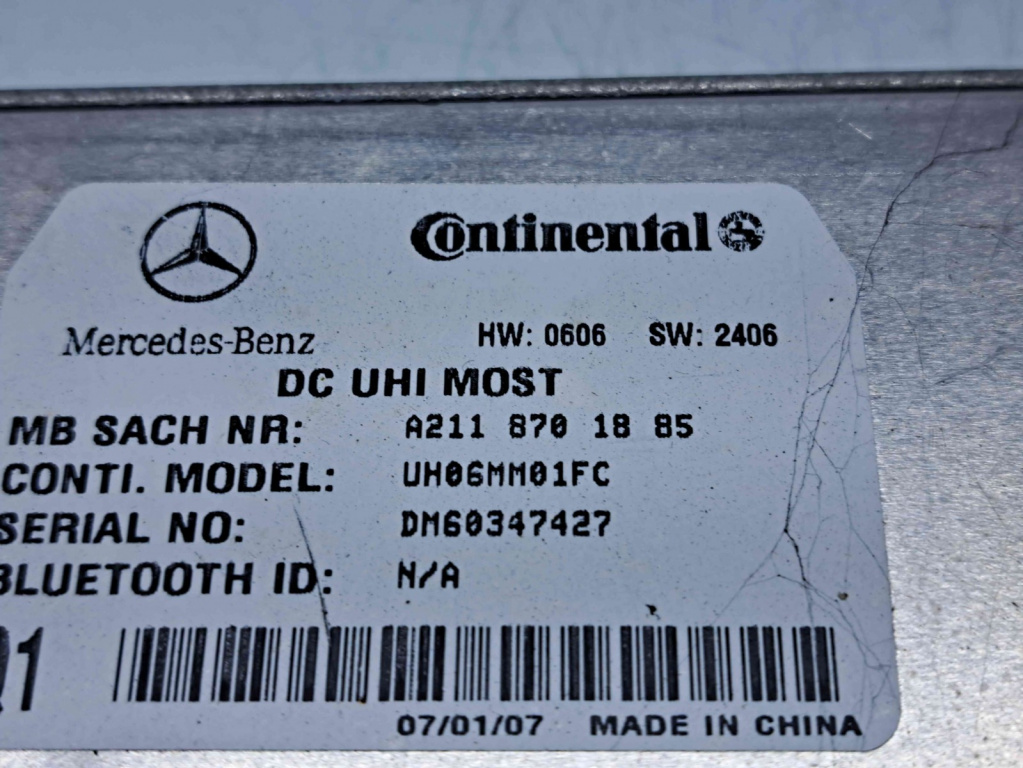 Continental
Mercedes-Benz
HW: 0606 SW: 2406
DC UHI MOST
MB SACH NR: A211 870 18 85
CONTI. MODEL: UH06MM01FC
SERIAL NO: DM60347427
BLUETOOTH ID: N/A
Q1
07/01/07 MADE IN CHINA